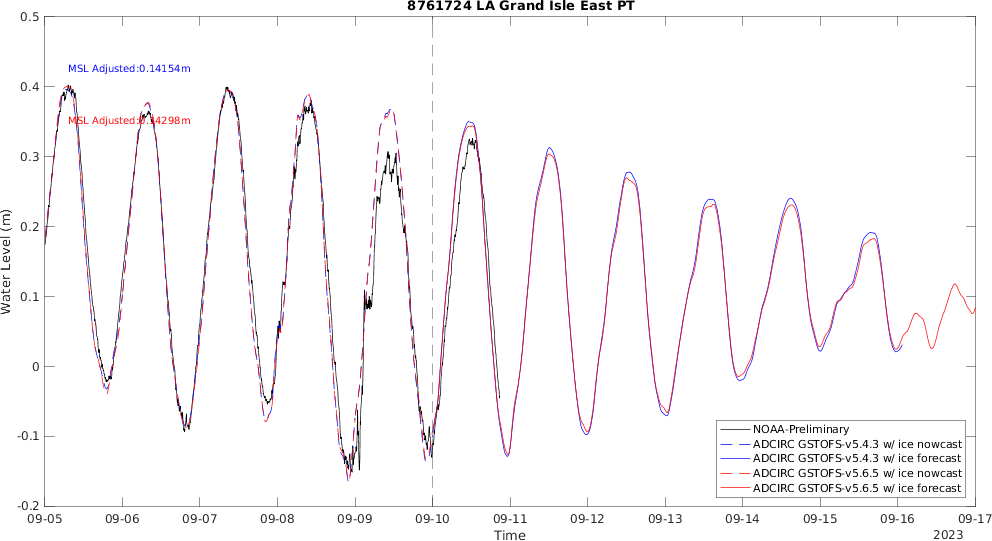 8761724 LA Grand Isle East PT
0.5
0.4
0.3
0.2
0.1
0
-0.1
-0.2
Water Level (m)
MSL Adjusted:0.14154m
MSL Adjusted:0.14298m
NOAA-Preliminary
ADCIRC GSTOFS-v5.4.3 w/ ice nowcast
ADCIRC GSTOFS-v5.4.3 w/ ice forecast
ADCIRC GSTOFS-v5.6.5 w/ ice nowcast
ADCIRC GSTOFS-v5.6.5 w/ ice forecast
09-05 09-06 09-07 09-08 09-09 09-10 09-11 09-12 09-13 09-14 09-15 09-16 09-17
Time
2023